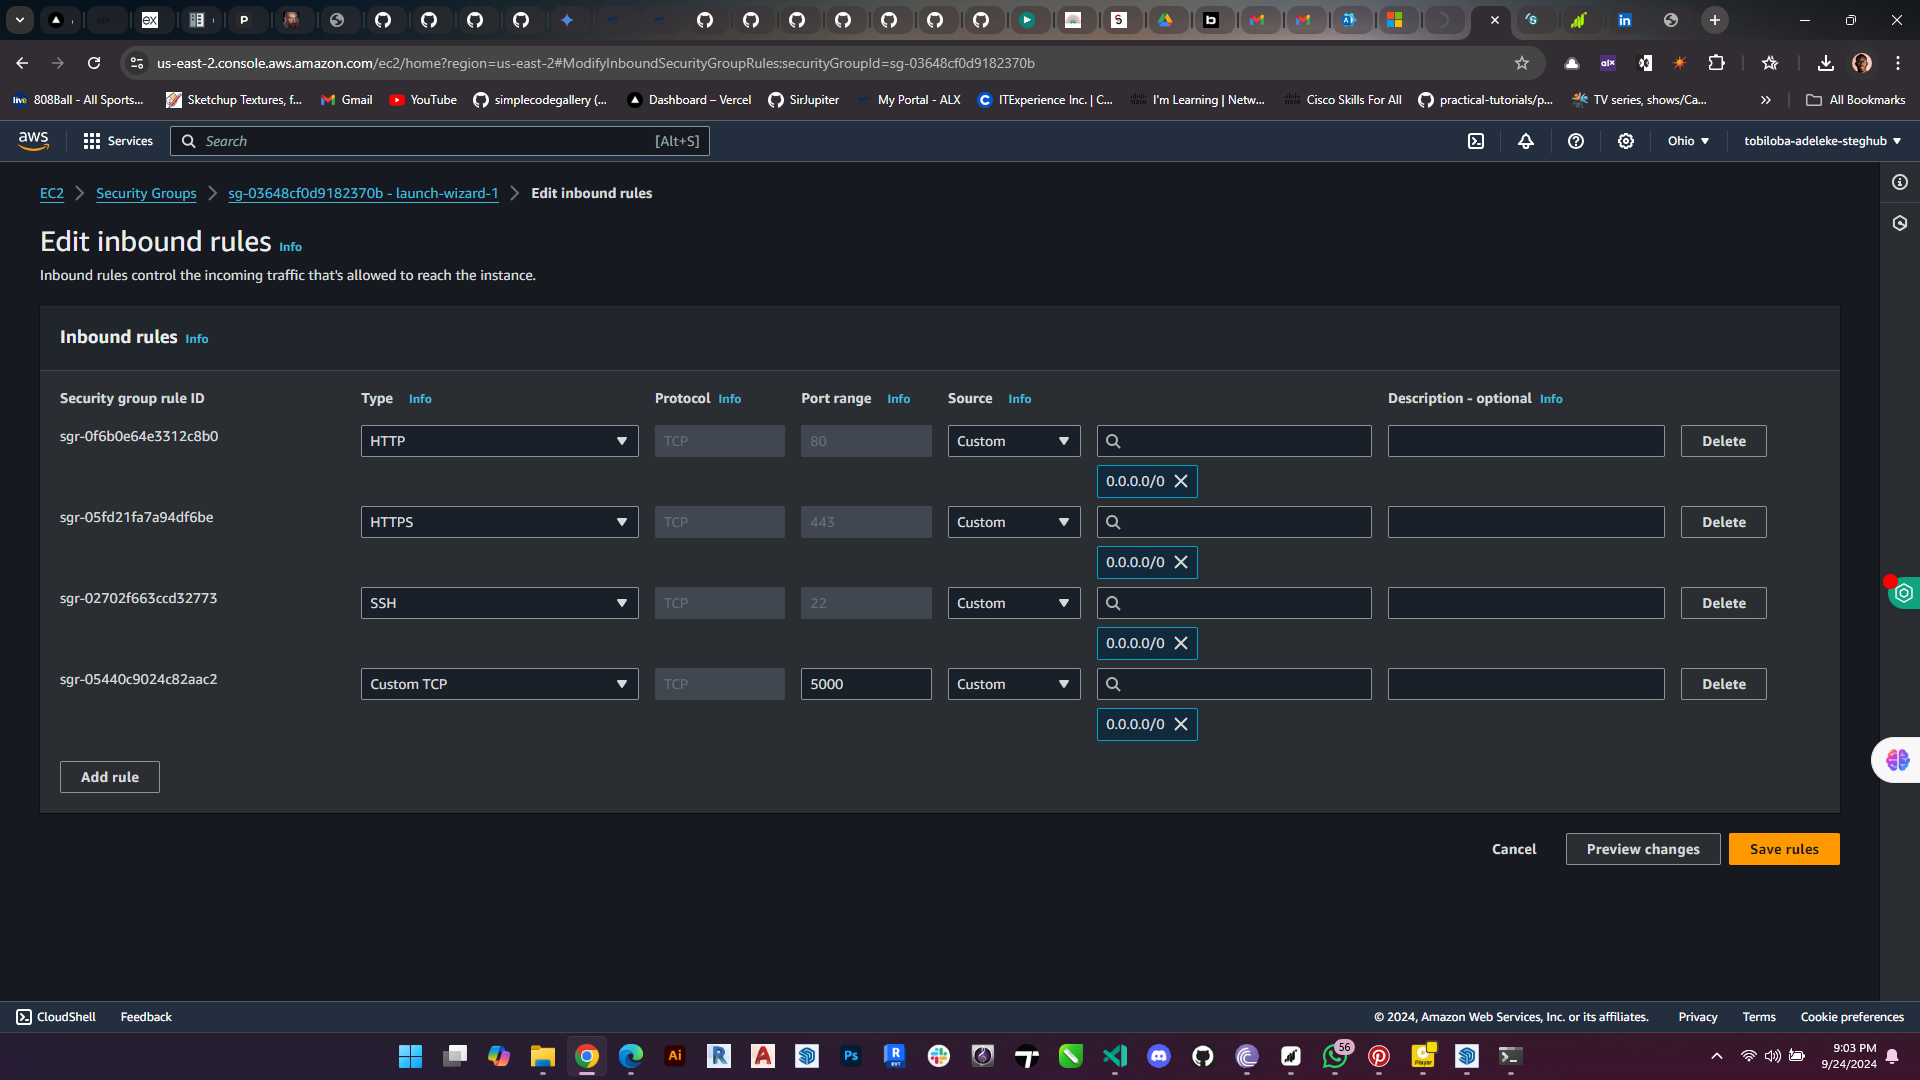 us-east-2.console.aws.amazon.com/ec2/home?region=us-east-2#ModifyInboundSecurityGroupRules:securityGroupId=sg-03648cf0d9182370b
808Ball - All Sports... Sketchup Textures, f... Gmail YouTube simplecodegallery (... Dashboard – Vercel SirJupiter My Portal - ALX ITExperience Inc. | C... I'm Learning | Netw... Cisco Skills For All practical-tutorials/p... TV series, shows/Ca... All Bookmarks
aws Services Search [Alt+S] Ohio tobiloba-adeleke-steghub
EC2 Security Groups sg-03648cf0d9182370b - launch-wizard-1 Edit inbound rules
Edit inbound rules Info
Inbound rules control the incoming traffic that's allowed to reach the instance.
Inbound rules Info
Security group rule ID Type Info Protocol Info Port range Info Source Info Description - optional Info
sgr-0f6b0e64e3312c8b0 HTTP TCP 80 Custom Delete
0.0.0.0/0
sgr-05fd21fa7a94df6be HTTPS TCP 443 Custom Delete
0.0.0.0/0
sgr-02702f663ccd32773 SSH TCP 22 Custom Delete
0.0.0.0/0
sgr-05440c9024c82aac2 Custom TCP TCP 5000 Custom Delete
0.0.0.0/0
Add rule
Cancel Preview changes Save rules
CloudShell Feedback © 2024, Amazon Web Services, Inc. or its affiliates. Privacy Terms Cookie preferences
56
9:03 PM
9/24/2024